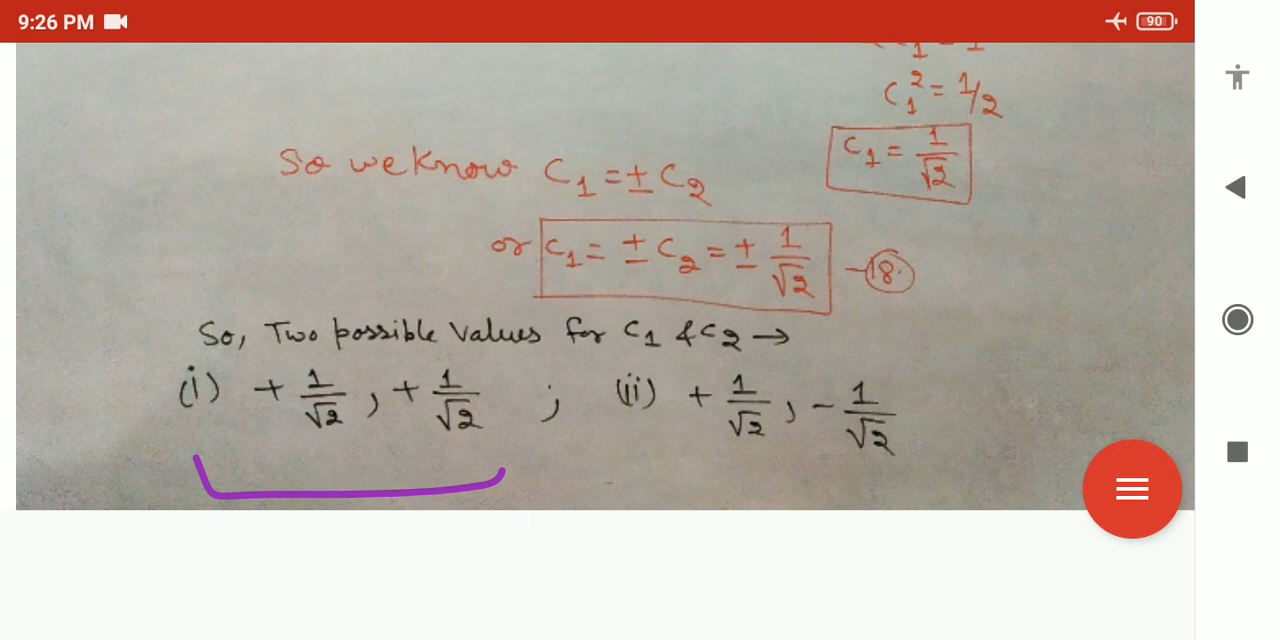 9:26 PM
90
c₁² = 1/2
c₁ = 1/√2
So we know c₁ = ± c₂
or c₁ = ± c₂ = ± 1/√2 —(18)
So, Two possible values for c₁ & c₂ →
(i) + 1/√2 , + 1/√2 ; (ii) + 1/√2 , - 1/√2